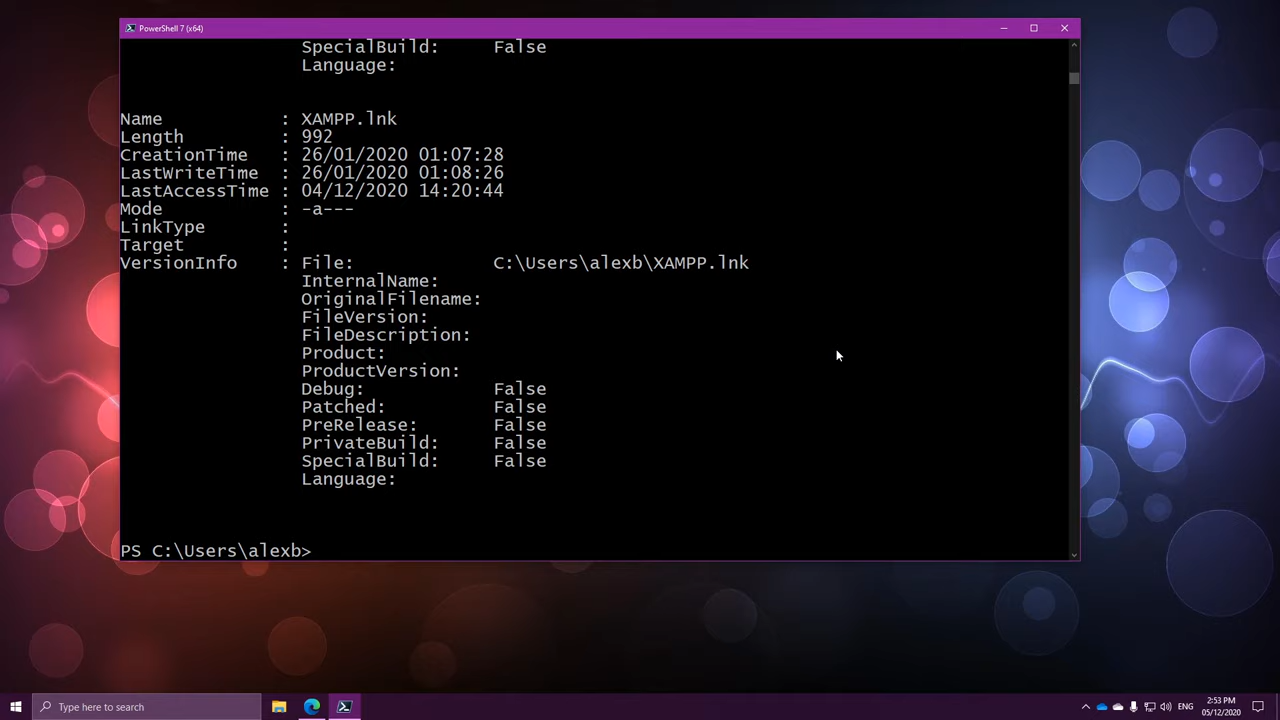 PowerShell 7 (x64)
SpecialBuild: False
Language:
Name : XAMPP.lnk
Length : 992
CreationTime : 26/01/2020 01:07:28
LastWriteTime : 26/01/2020 01:08:26
LastAccessTime : 04/12/2020 14:20:44
Mode : -a---
LinkType :
Target :
VersionInfo : File: C:\Users\alexb\XAMPP.lnk
InternalName:
OriginalFilename:
FileVersion:
FileDescription:
Product:
ProductVersion:
Debug: False
Patched: False
PreRelease: False
PrivateBuild: False
SpecialBuild: False
Language:
PS C:\Users\alexb>
Type here to search
ENG
2:53 PM
05/12/2020